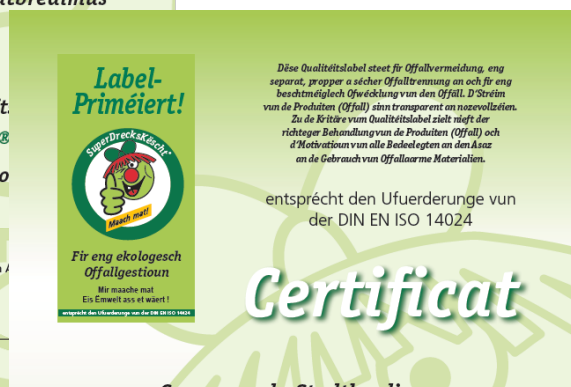 Label-
Priméiert!
SuperDrecksKëscht®
Maach mat!
Fir eng ekologesch
Offallgestioun
Mir maache mat
Eis Ëmwelt ass et wäert !
entsprécht den Ufuerderunge vun der DIN EN ISO 14024
Dëse Qualitéitslabel steet fir Offallvermeidung, eng
separat, propper a sécher Offalltrennung an och fir eng
beschtméiglech Ofwécklung vun den Offäll. D'Stréim
vun de Produiten (Offall) sinn transparent an nozevollzéien.
Zu de Kritäre vum Qualitéitslabel zielt nieft der
richteger Behandlung vun de Produiten (Offall) och
d'Motivatioun vun alle Bedeelegten an den Asaz
an de Gebrauch vun Offallaarme Materialien.
entsprécht den Ufuerderunge vun
der DIN EN ISO 14024
Certificat